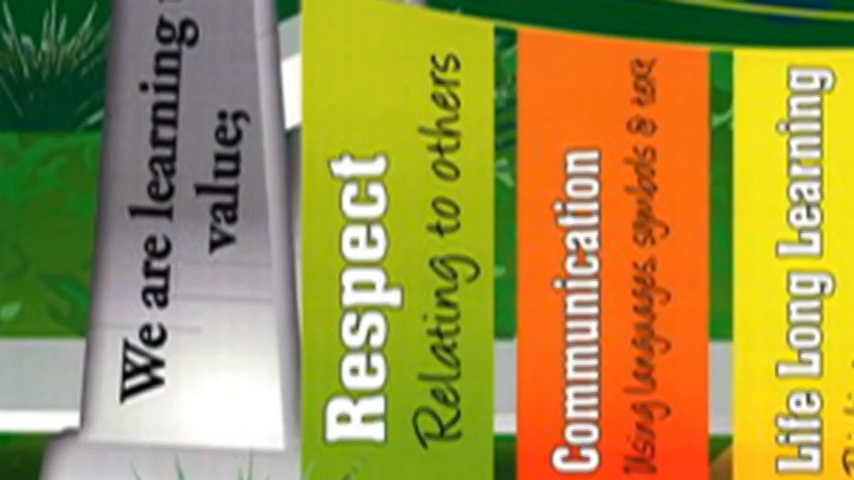 We are learning
value;
Respect
Relating to others
Communication
Using languages symbols & text
Life Long Learning